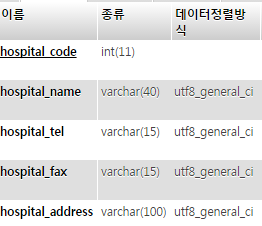 이름 종류 데이터정렬방식
hospital_code int(11)
hospital_name varchar(40) utf8_general_ci
hospital_tel varchar(15) utf8_general_ci
hospital_fax varchar(15) utf8_general_ci
hospital_address varchar(100) utf8_general_ci